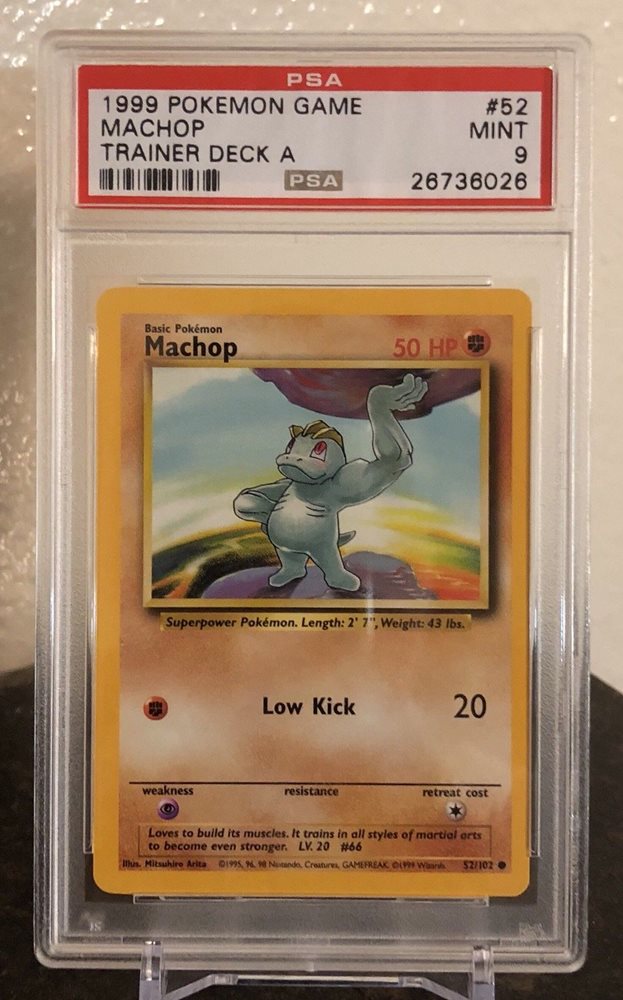 PSA
1999 POKEMON GAME #52
MACHOP MINT
TRAINER DECK A 9
PSA 26736026
Basic Pokémon
Machop 50 HP
Superpower Pokémon. Length: 2' 7", Weight: 43 lbs.
Low Kick 20
weakness resistance retreat cost
Loves to build its muscles. It trains in all styles of martial arts
to become even stronger. LV. 20 #66
Illus. Mitsuhiro Arita ©1995, 96, 98 Nintendo, Creatures, GAMEFREAK. ©1999 Wizards. 52/102